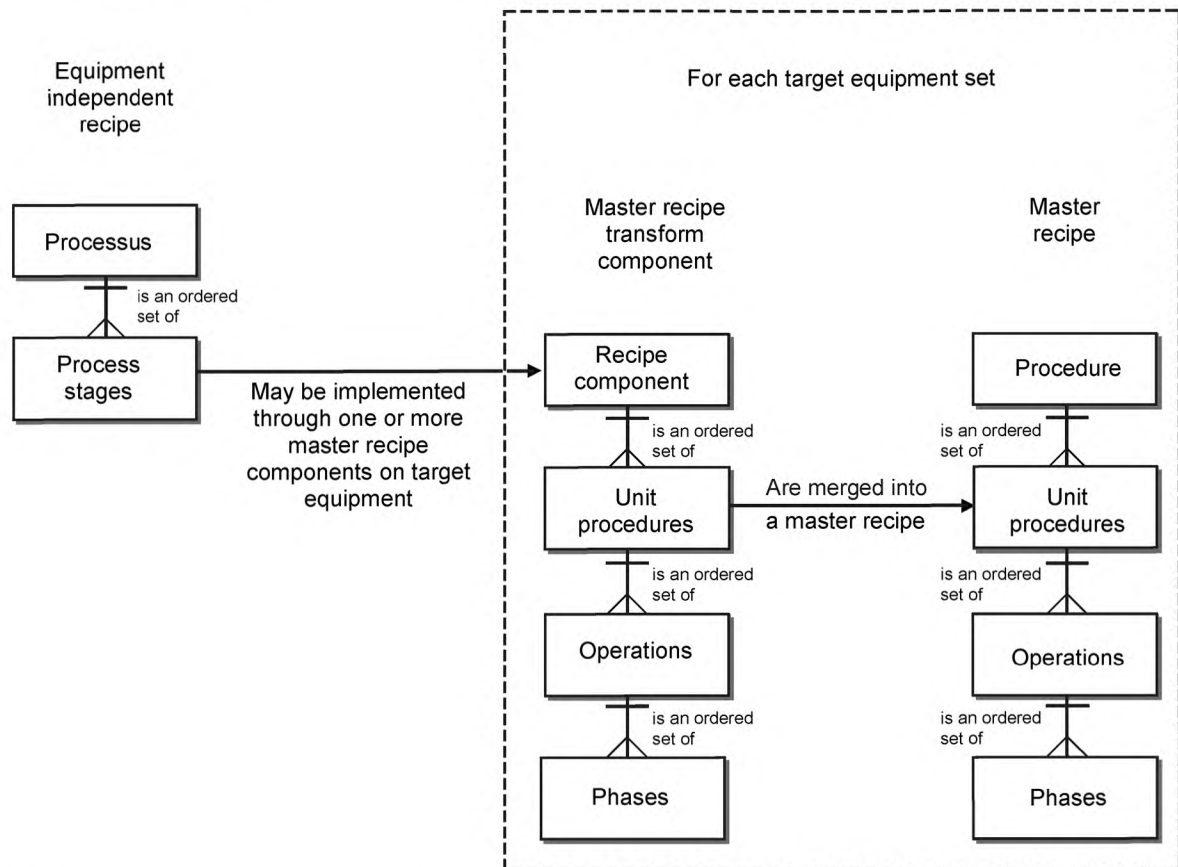 Equipment
independent
recipe
For each target equipment set
Master recipe
transform
component
Master
recipe
Processus
is an ordered
set of
Process
stages
May be implemented
through one or more
master recipe
components on target
equipment
Recipe
component
is an ordered
set of
Unit
procedures
is an ordered
set of
Operations
is an ordered
set of
Phases
Are merged into
a master recipe
Procedure
is an ordered
set of
Unit
procedures
is an ordered
set of
Operations
is an ordered
set of
Phases